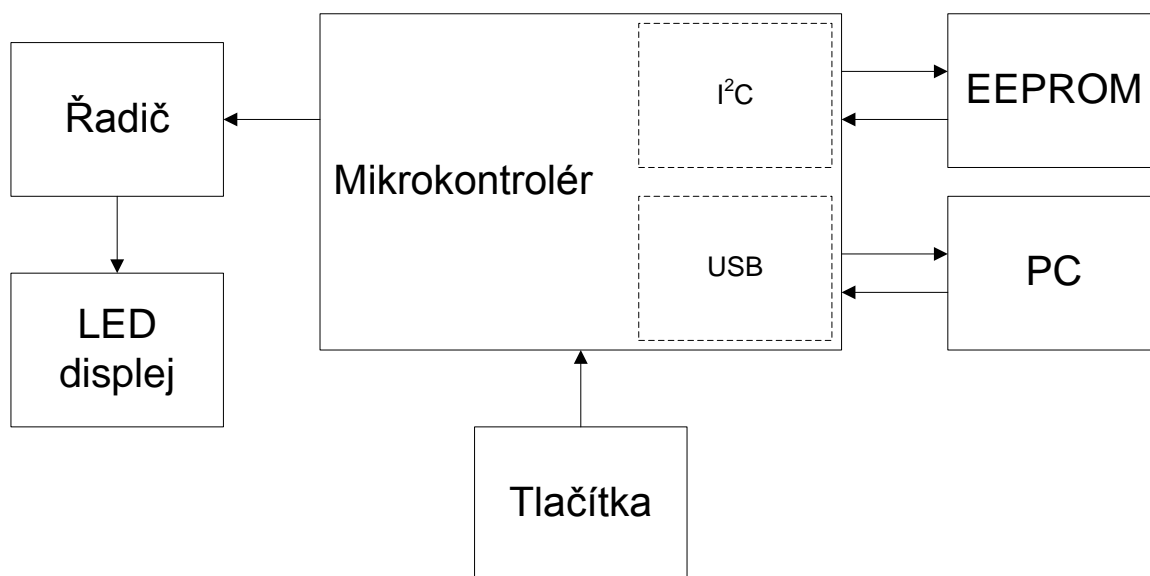 Řadič
LED
displej
Mikrokontrolér
I²C
USB
EEPROM
PC
Tlačítka